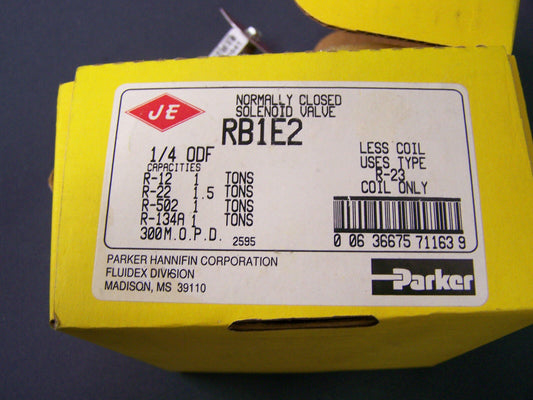 JE
NORMALLY CLOSED
SOLENOID VALVE
RB1E2
1/4 ODF
CAPACITIES
R-12 1 TONS
R-22 1.5 TONS
R-502 1 TONS
R-134A 1 TONS
300M.O.P.D. 2595
LESS COIL
USES TYPE
R-23
COIL ONLY
0 06 36675 71163 9
PARKER HANNIFIN CORPORATION
FLUIDEX DIVISION
MADISON, MS 39110
Parker